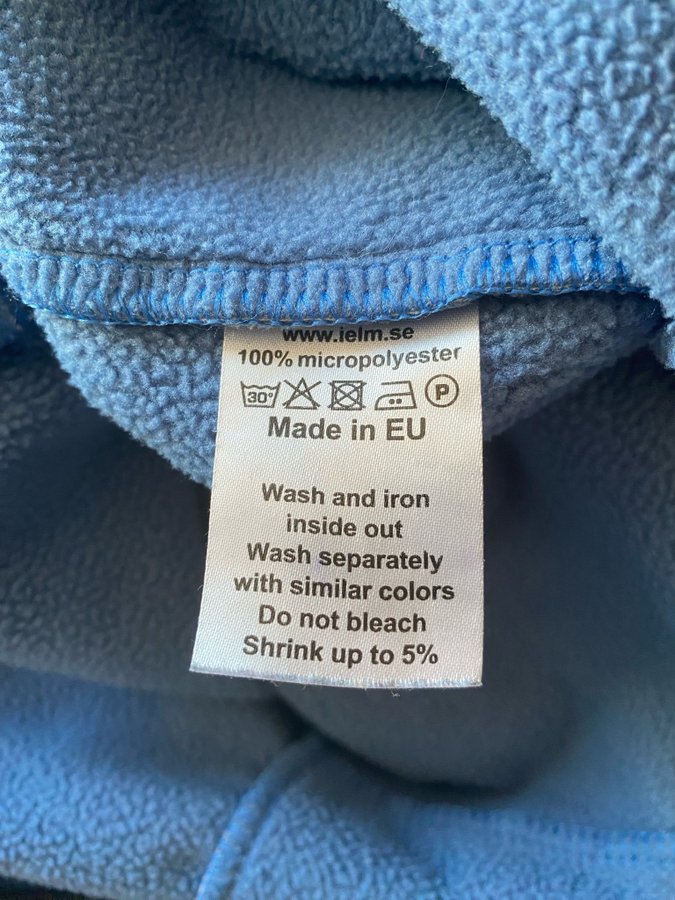 www.ielm.se
100% micropolyester
30° P
Made in EU
Wash and iron
inside out
Wash separately
with similar colors
Do not bleach
Shrink up to 5%